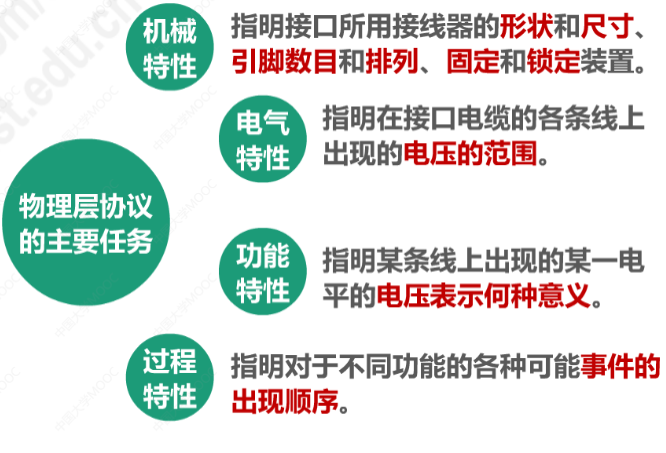 机械
特性
指明接口所用接线器的形状和尺寸、
引脚数目和排列、固定和锁定装置。
电气
特性
指明在接口电缆的各条线上
出现的电压的范围。
物理层协议
的主要任务
功能
特性
指明某条线上出现的某一电
平的电压表示何种意义。
过程
特性
指明对于不同功能的各种可能事件的
出现顺序。